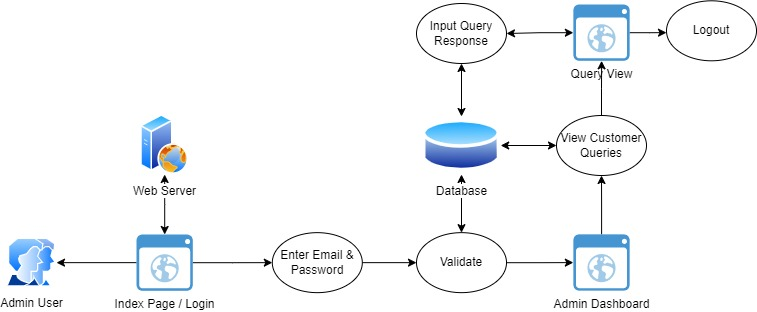 Input Query
Response
Logout
Query View
View Customer
Queries
Web Server
Database
Enter Email &
Password
Validate
Admin User
Index Page / Login
Admin Dashboard